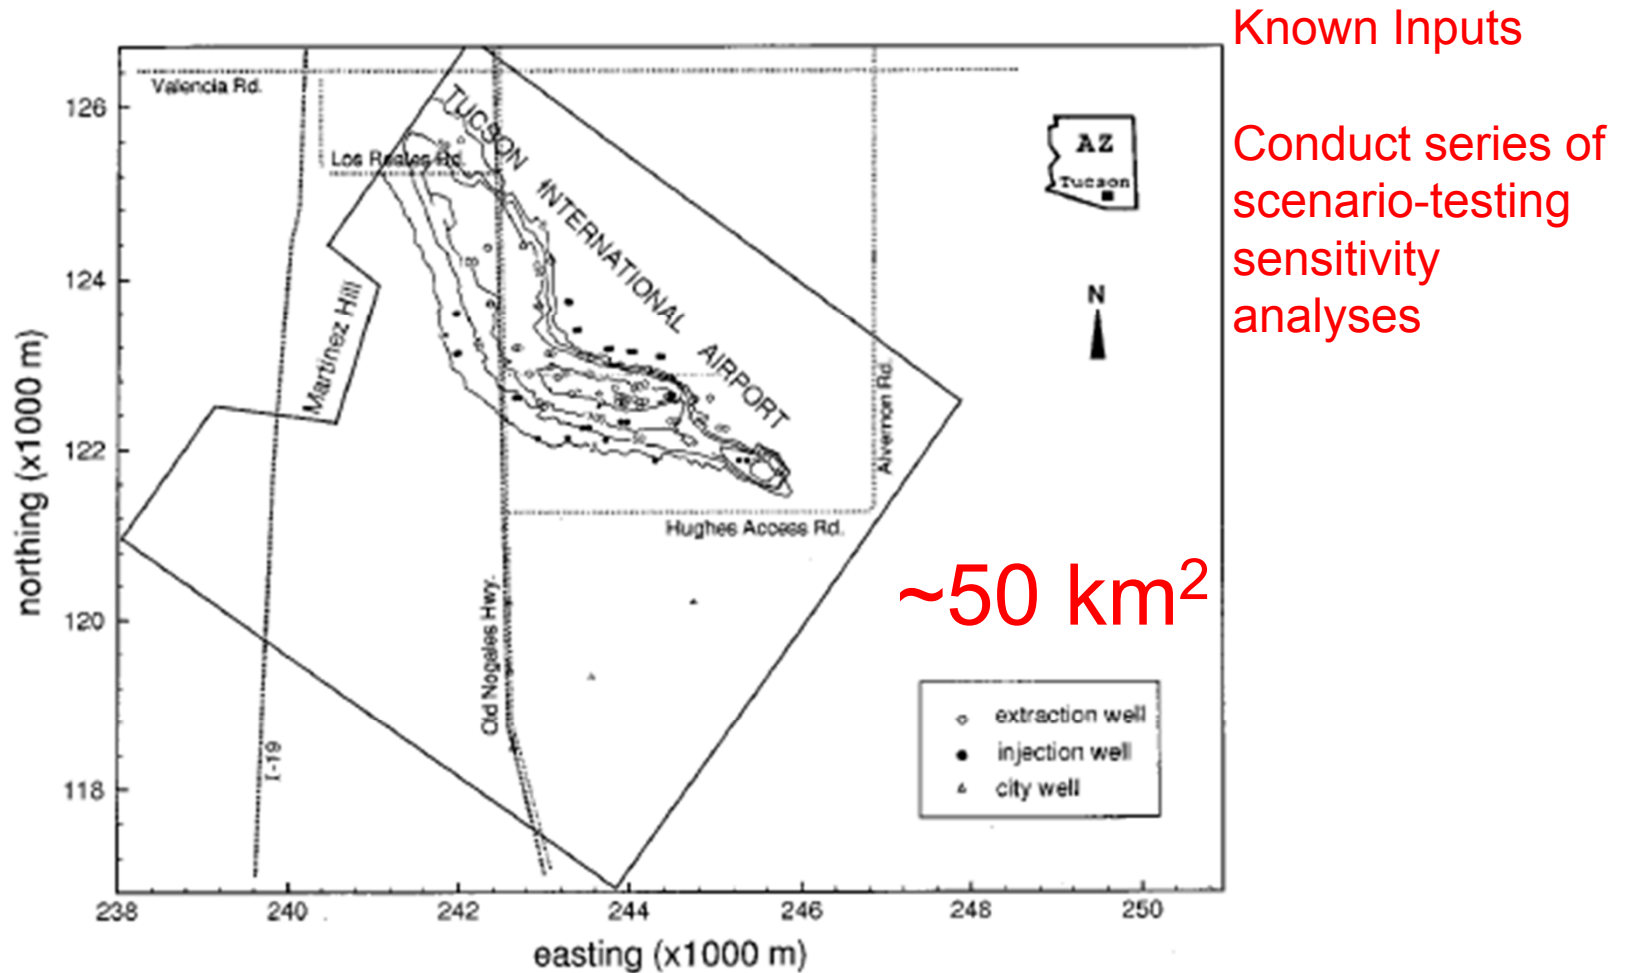 Known Inputs
Conduct series of
scenario-testing
sensitivity
analyses
Valencia Rd.
Los Reales Rd.
TUCSON INTERNATIONAL AIRPORT
AZ
Tucson
N
Martinez Hill
Alvernon Rd.
Hughes Access Rd.
Old Nogales Hwy.
I-19
~50 km²
extraction well
injection well
city well
northing (x1000 m)
126
124
122
120
118
238
240
242
244
246
248
250
easting (x1000 m)